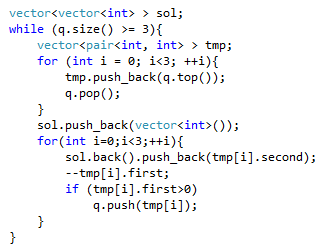 vector<vector<int> > sol;
while (q.size() >= 3){
    vector<pair<int, int> > tmp;
    for (int i = 0; i<3; ++i){
        tmp.push_back(q.top());
        q.pop();
    }
    sol.push_back(vector<int>());
    for(int i=0;i<3;++i){
        sol.back().push_back(tmp[i].second);
        --tmp[i].first;
        if (tmp[i].first>0)
            q.push(tmp[i]);
    }
}